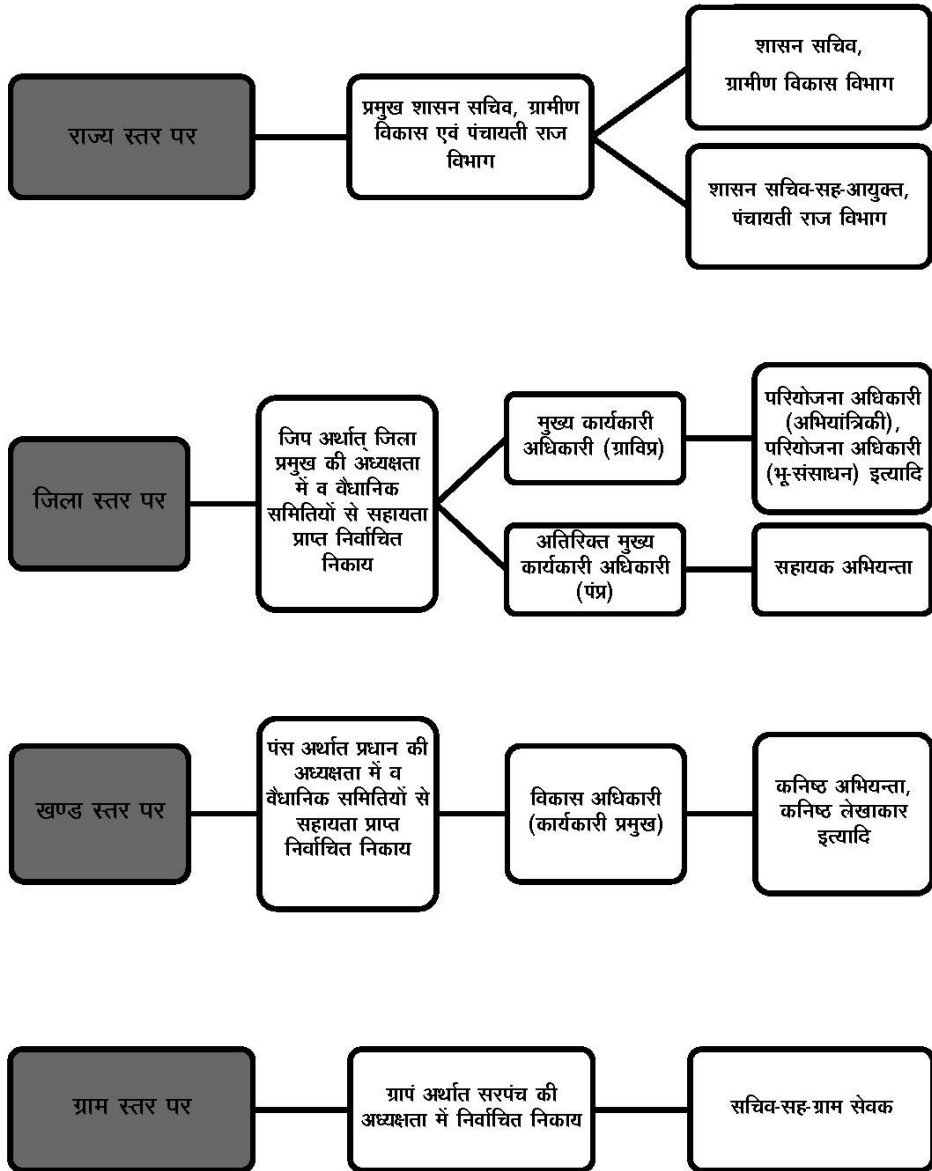 राज्य स्तर पर
प्रमुख शासन सचिव, ग्रामीण
विकास एवं पंचायती राज
विभाग
शासन सचिव,
ग्रामीण विकास विभाग
शासन सचिव-सह-आयुक्त,
पंचायती राज विभाग
जिला स्तर पर
जिप अर्थात् जिला
प्रमुख की अध्यक्षता
में व वैधानिक
समितियों से सहायता
प्राप्त निर्वाचित
निकाय
मुख्य कार्यकारी
अधिकारी (ग्राविप्र)
परियोजना अधिकारी
(अभियांत्रिकी),
परियोजना अधिकारी
(भू-संसाधन) इत्यादि
अतिरिक्त मुख्य
कार्यकारी अधिकारी
(पंप्र)
सहायक अभियन्ता
खण्ड स्तर पर
पंस अर्थात प्रधान की
अध्यक्षता में व
वैधानिक समितियों से
सहायता प्राप्त
निर्वाचित निकाय
विकास अधिकारी
(कार्यकारी प्रमुख)
कनिष्ठ अभियन्ता,
कनिष्ठ लेखाकार
इत्यादि
ग्राम स्तर पर
ग्रापं अर्थात सरपंच की
अध्यक्षता में निर्वाचित निकाय
सचिव-सह-ग्राम सेवक